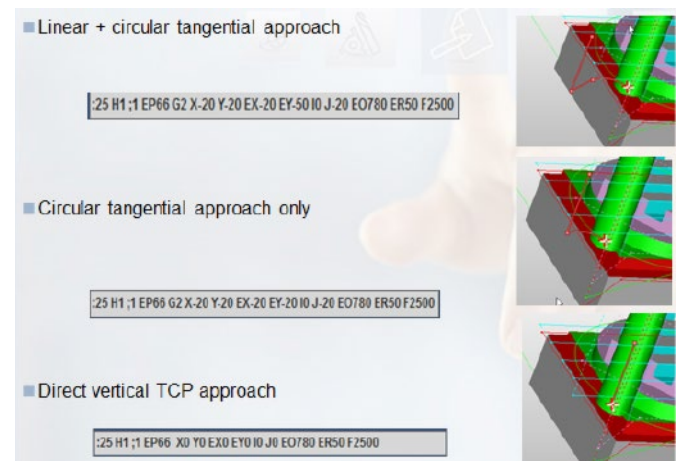 Linear + circular tangential approach
:25 H1 ;1 EP66 G2 X-20 Y-20 EX-20 EY-50 I0 J-20 EO780 ER50 F2500
Circular tangential approach only
:25 H1 ;1 EP66 G2 X-20 Y-20 EX-20 EY-20 I0 J-20 EO780 ER50 F2500
Direct vertical TCP approach
:25 H1 ;1 EP66 X0 Y0 EX0 EY0 I0 J0 EO780 ER50 F2500